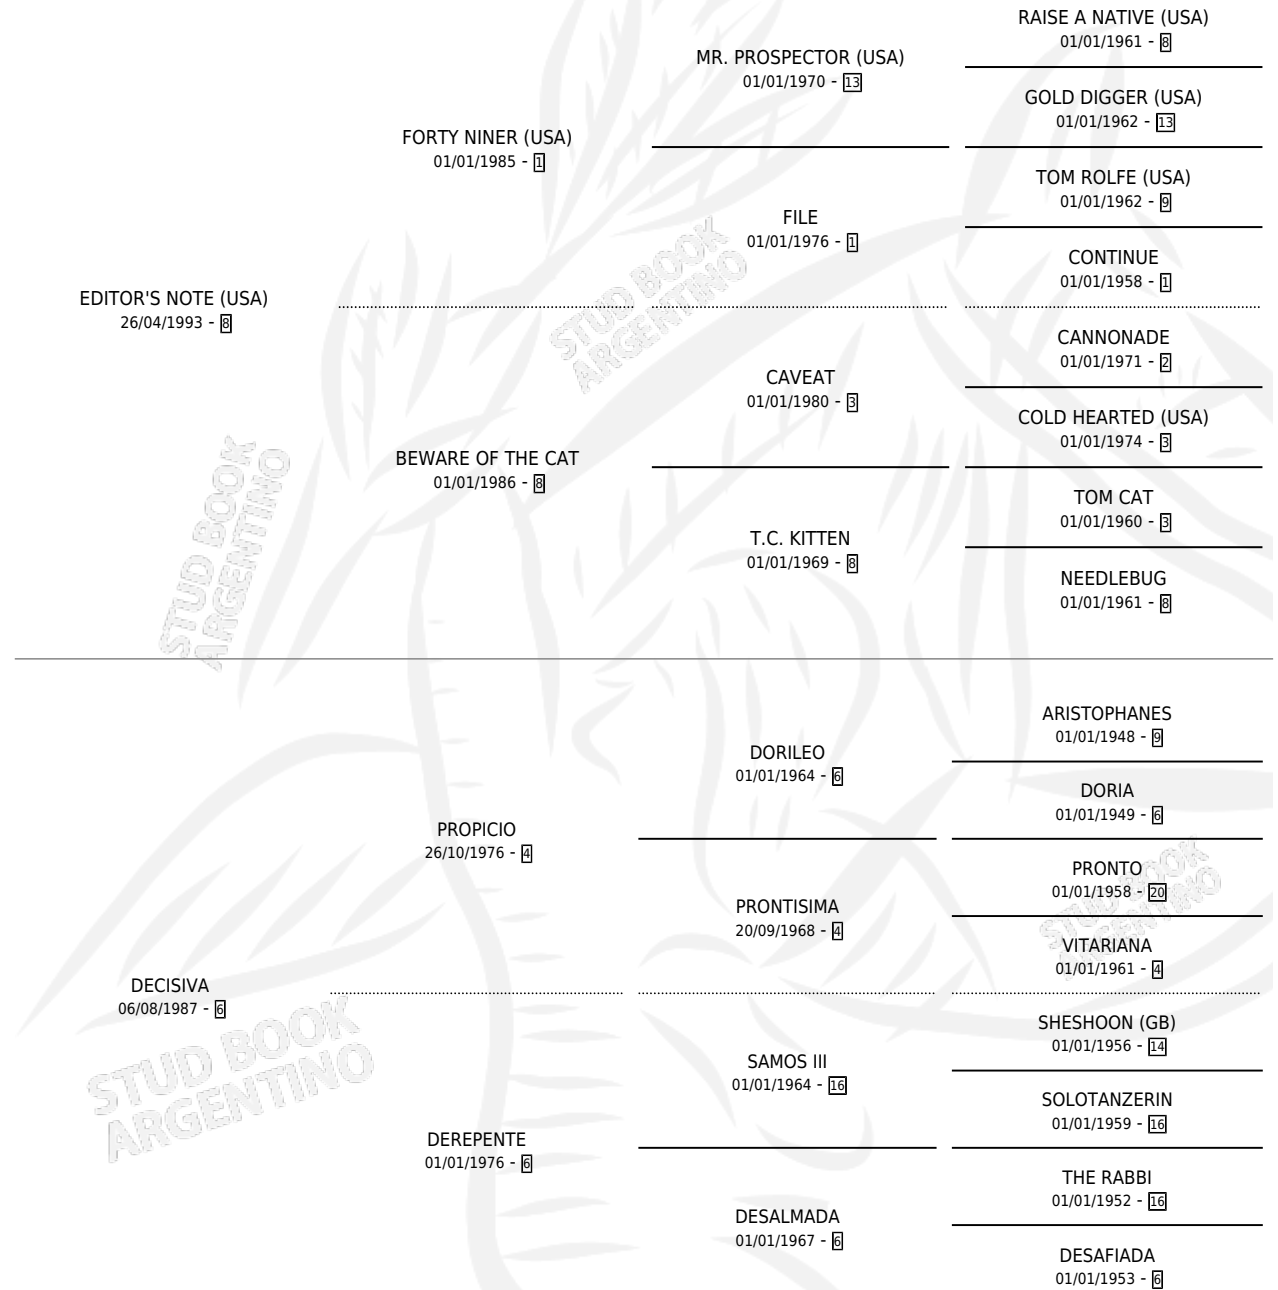 RAISE A NATIVE (USA)
01/01/1961 - 8
MR. PROSPECTOR (USA)
01/01/1970 - 13
GOLD DIGGER (USA)
01/01/1962 - 13
FORTY NINER (USA)
01/01/1985 - 1
TOM ROLFE (USA)
01/01/1962 - 9
FILE
01/01/1976 - 1
CONTINUE
01/01/1958 - 1
EDITOR'S NOTE (USA)
26/04/1993 - 8
STUD BOOK
ARGENTINO
CANNONADE
01/01/1971 - 2
CAVEAT
01/01/1980 - 3
COLD HEARTED (USA)
01/01/1974 - 3
BEWARE OF THE CAT
01/01/1986 - 8
TOM CAT
01/01/1960 - 3
T.C. KITTEN
01/01/1969 - 8
NEEDLEBUG
01/01/1961 - 8
STUD BOOK
ARGENTINO
ARISTOPHANES
01/01/1948 - 9
DORILEO
01/01/1964 - 6
DORIA
01/01/1949 - 6
PROPICIO
26/10/1976 - 4
PRONTO
01/01/1958 - 20
PRONTISIMA
20/09/1968 - 4
VITARIANA
01/01/1961 - 4
STUD BOOK
ARGENTINO
DECISIVA
06/08/1987 - 6
SHESHOON (GB)
01/01/1956 - 14
SAMOS III
01/01/1964 - 16
SOLOTANZERIN
01/01/1959 - 16
STUD BOOK
ARGENTINO
DEREPENTE
01/01/1976 - 6
THE RABBI
01/01/1952 - 16
DESALMADA
01/01/1967 - 6
DESAFIADA
01/01/1953 - 6